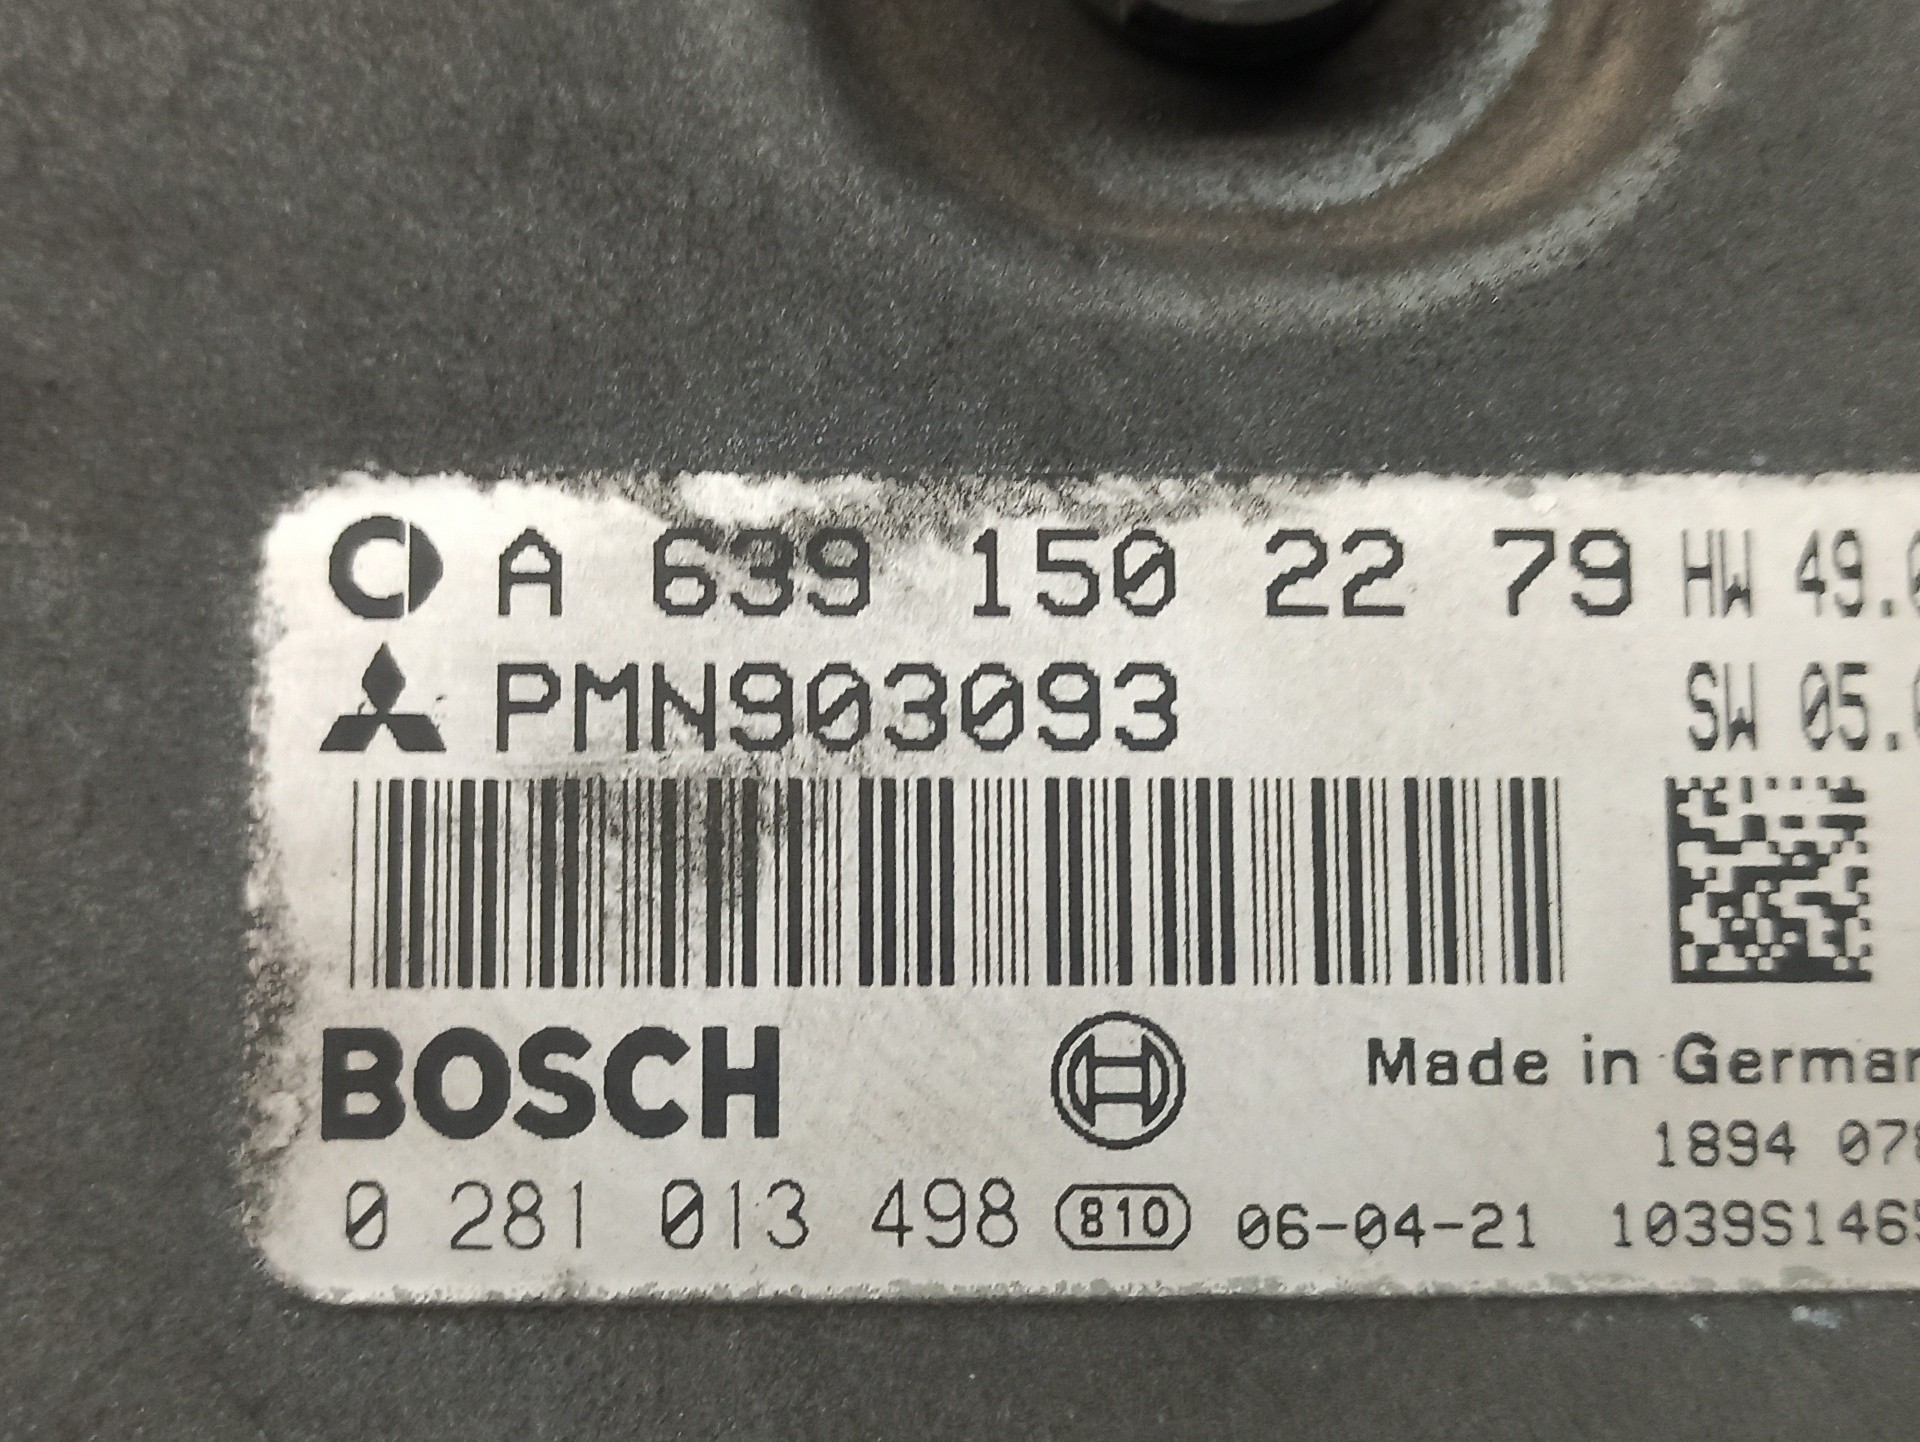 A 639 150 22 79 HW 49.0
PMN903093 SW 05.0
BOSCH Made in German
1894 078
0 281 013 498 810 06-04-21 1039S1465